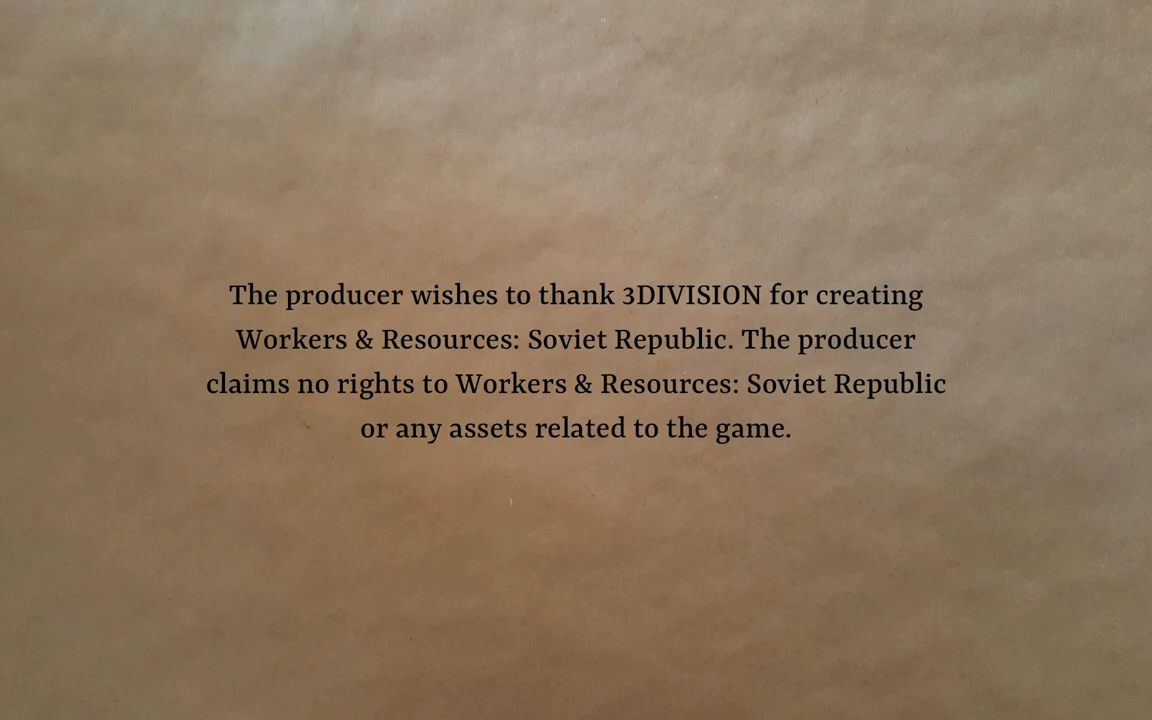 The producer wishes to thank 3DIVISION for creating
Workers & Resources: Soviet Republic. The producer
claims no rights to Workers & Resources: Soviet Republic
or any assets related to the game.